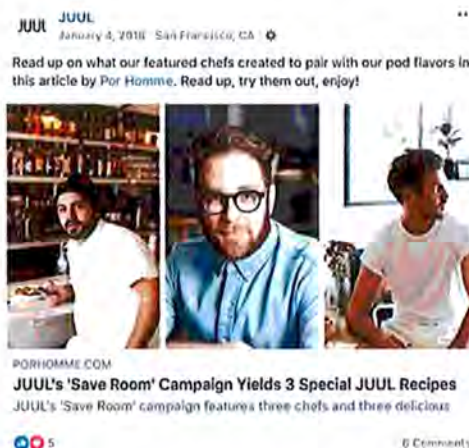 JUUL
JUUL
January 4, 2018 · San Francisco, CA ·
Read up on what our featured chefs created to pair with our pod flavors in
this article by Por Homme. Read up, try them out, enjoy!
PORHOMME.COM
JUUL's 'Save Room' Campaign Yields 3 Special JUUL Recipes
JUUL's 'Save Room' campaign features three chefs and three delicious
5
6 Comments